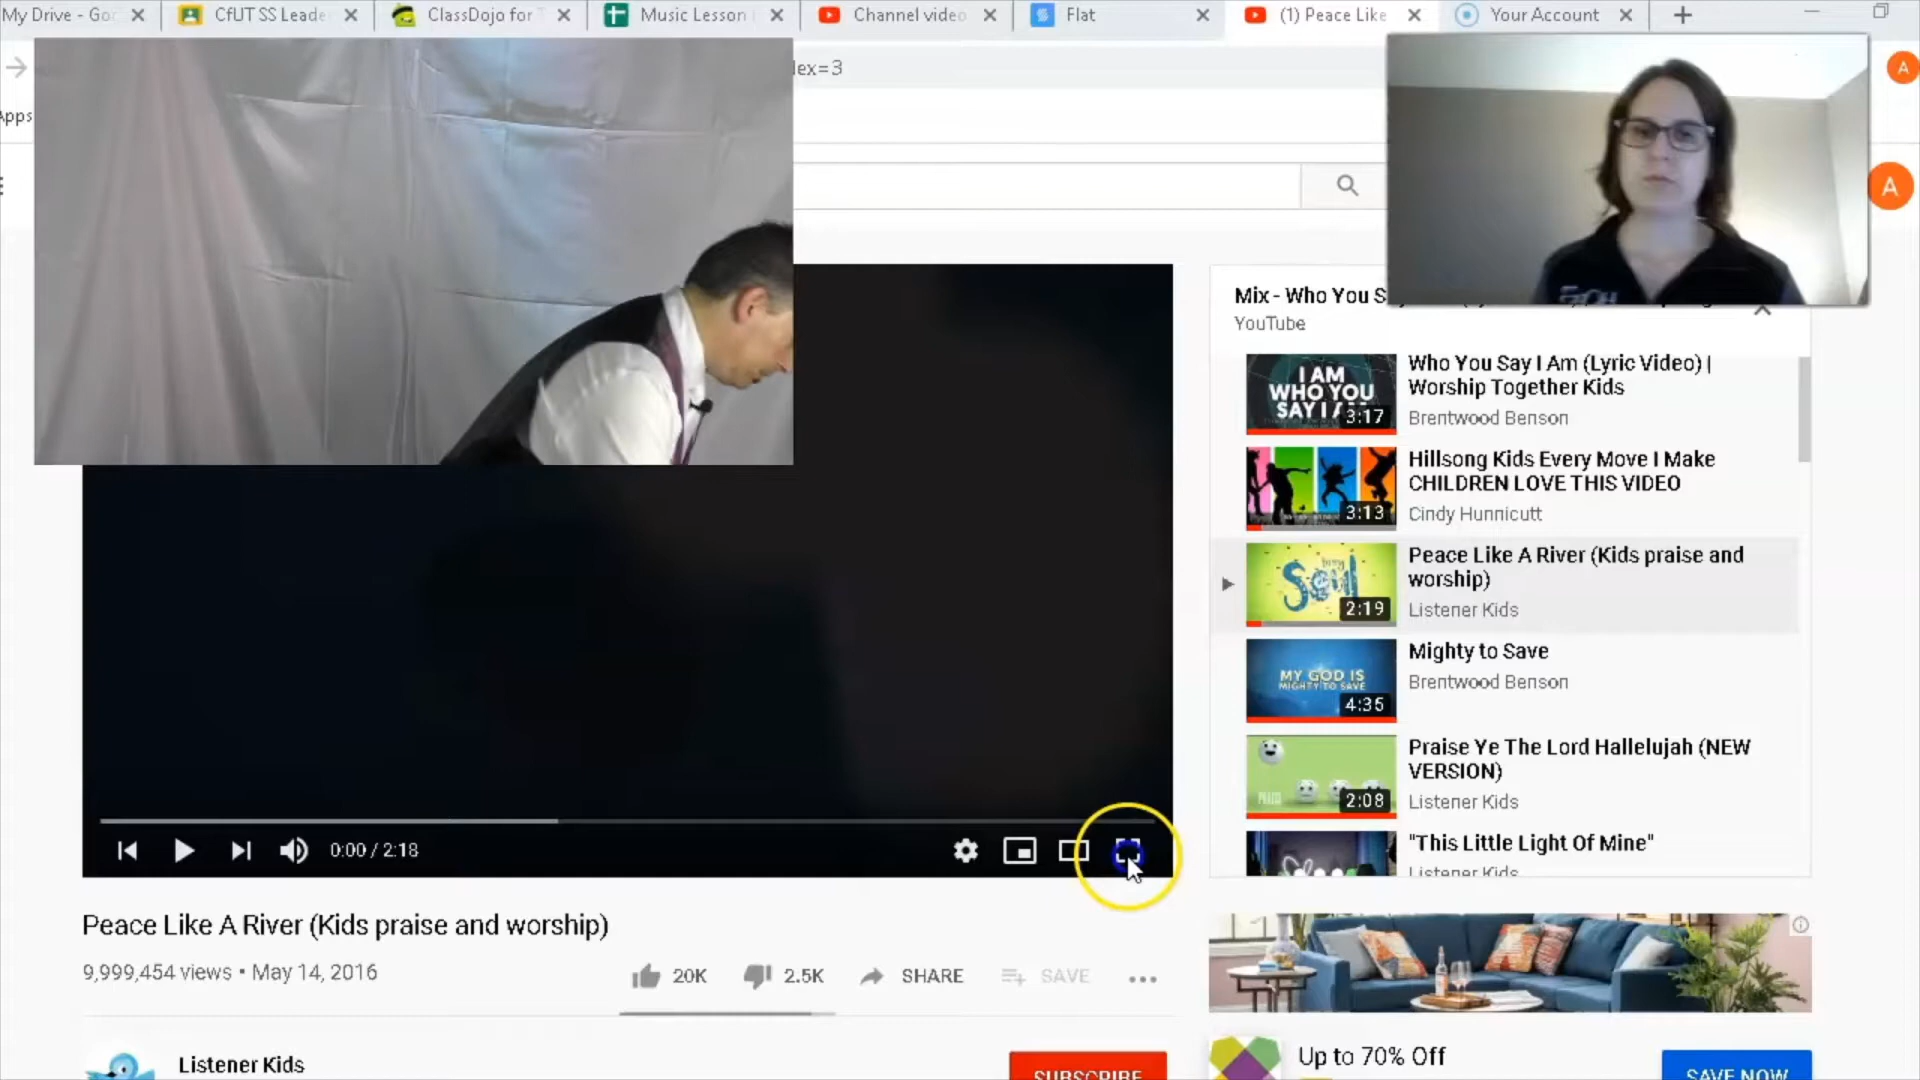 My Drive - Go
CfUT SS Leade
ClassDojo for
Music Lesson
Channel video
Flat
(1) Peace Like
Your Account
dex=3
A
Apps
A
Mix - Who You S
YouTube
I AM
WHO YOU
SAY I
3:17
Who You Say I Am (Lyric Video) |
Worship Together Kids
Brentwood Benson
3:13
Hillsong Kids Every Move I Make
CHILDREN LOVE THIS VIDEO
Cindy Hunnicutt
Soul
2:19
Peace Like A River (Kids praise and
worship)
Listener Kids
MY GOD IS
MIGHTY TO SAVE
4:35
Mighty to Save
Brentwood Benson
2:08
Praise Ye The Lord Hallelujah (NEW
VERSION)
Listener Kids
"This Little Light Of Mine"
Listener Kids
0:00 / 2:18
Peace Like A River (Kids praise and worship)
9,999,454 views • May 14, 2016
20K
2.5K
SHARE
SAVE
Listener Kids
SUBSCRIBE
Up to 70% Off
SAVE NOW